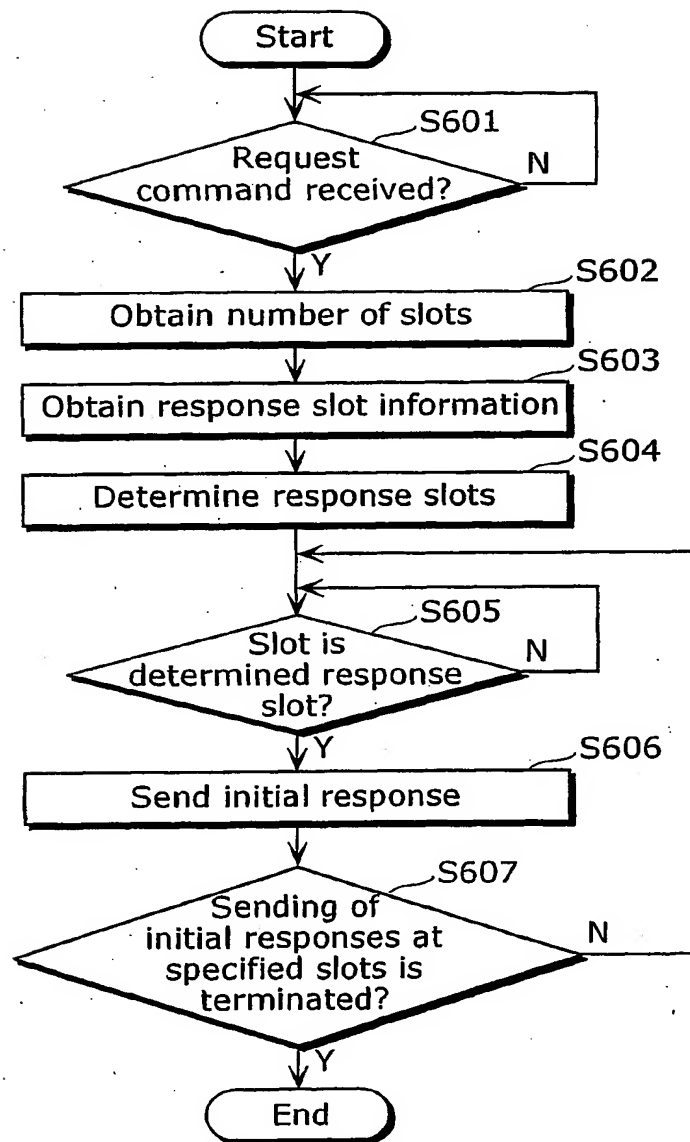 Start
S601
Request
command received?
N
Y
S602
Obtain number of slots
S603
Obtain response slot information
S604
Determine response slots
S605
Slot is
determined response
slot?
N
Y
S606
Send initial response
S607
Sending of
initial responses at
specified slots is
terminated?
N
Y
End